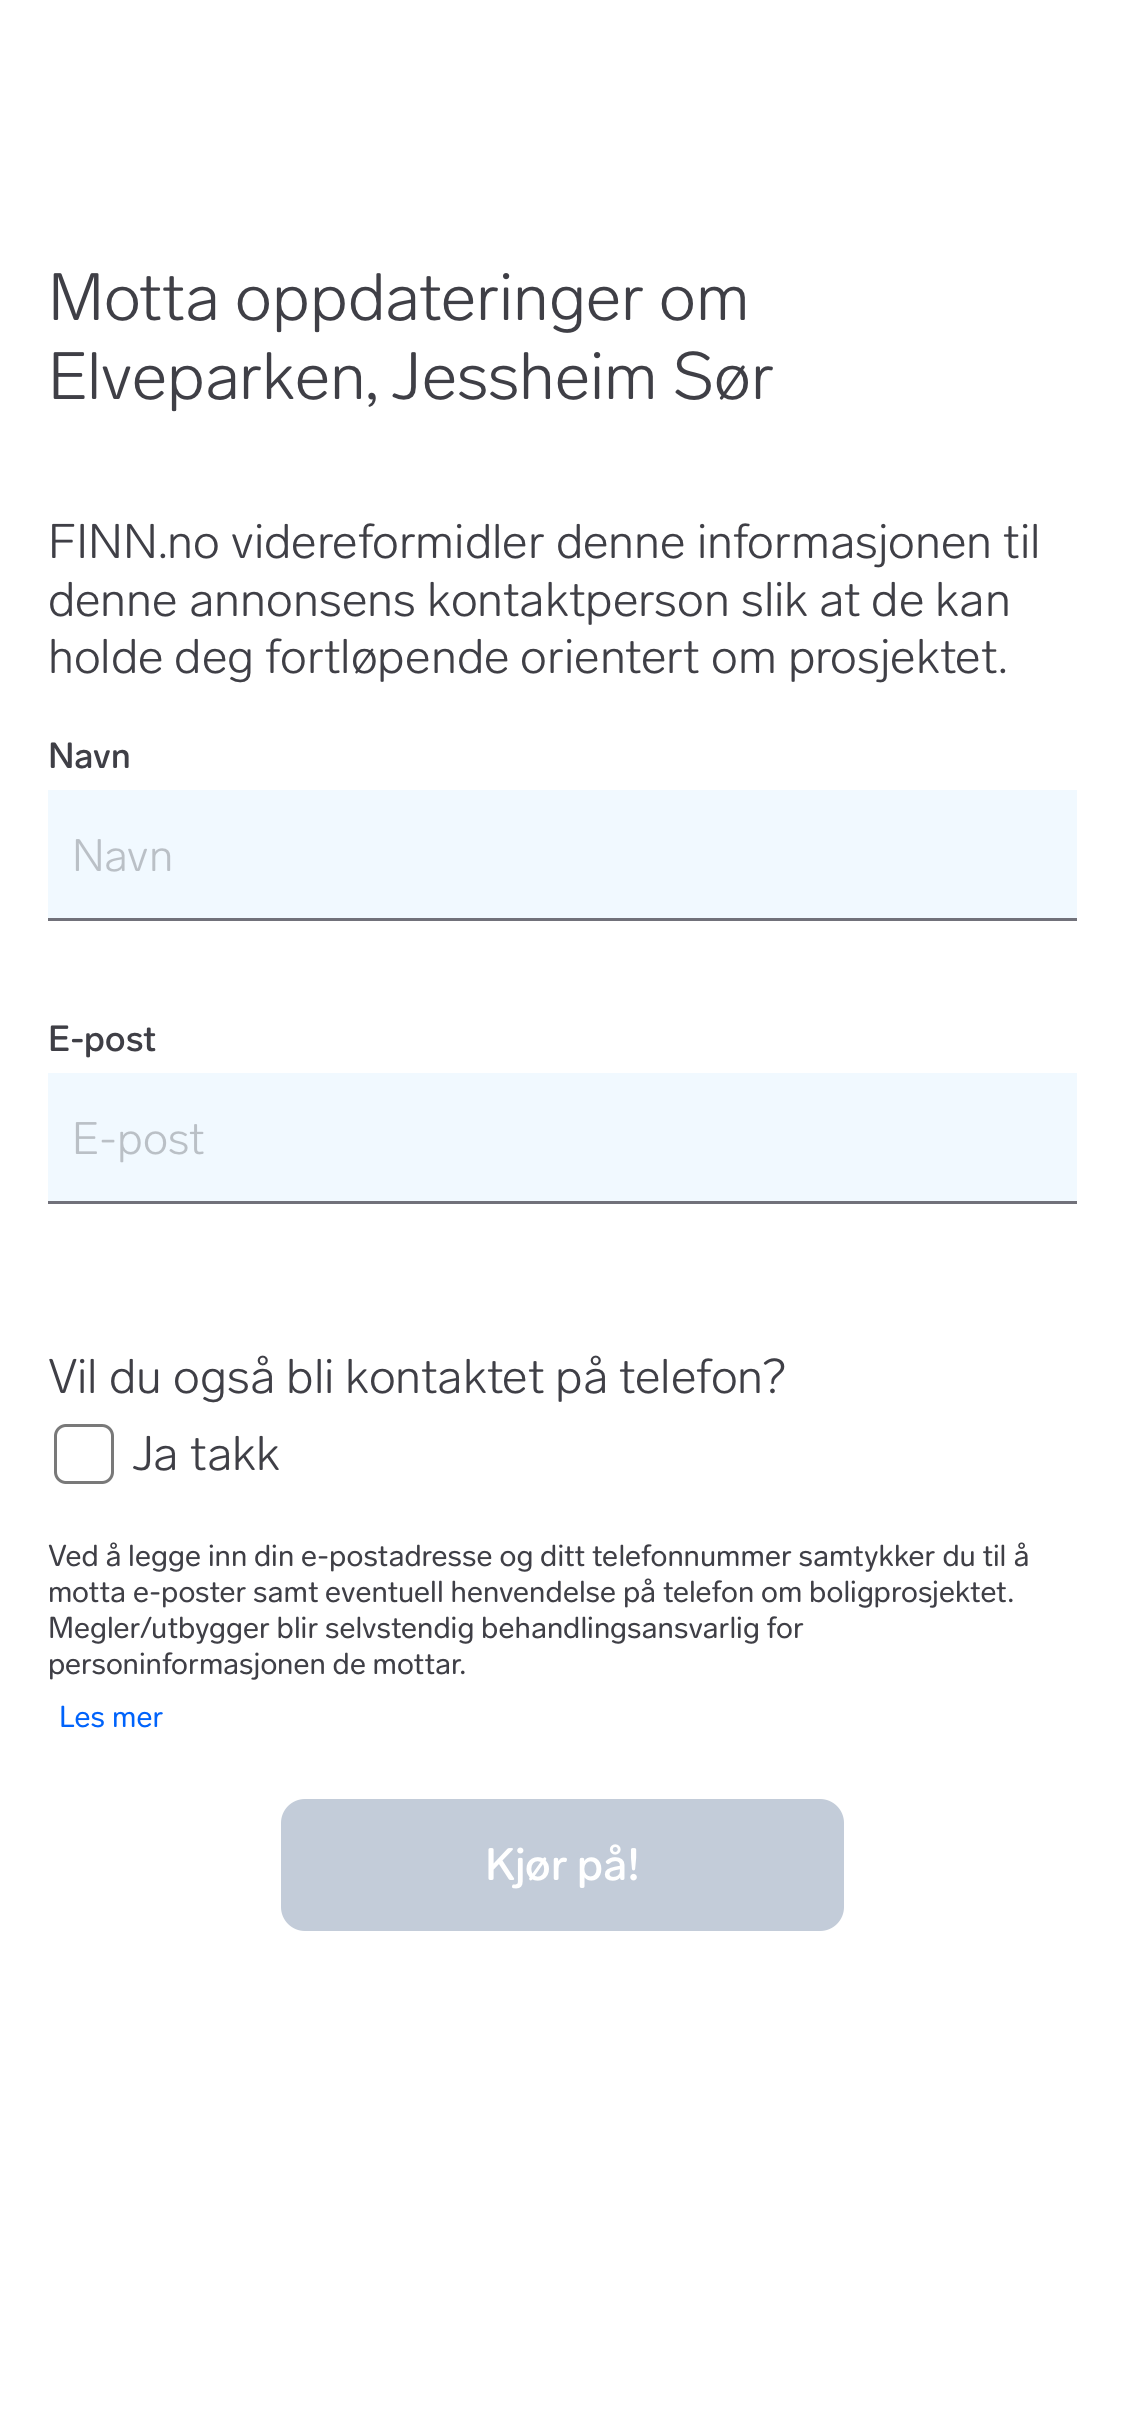 Motta oppdateringer om
Elveparken, Jessheim Sør
FINN.no videreformidler denne informasjonen til
denne annonsens kontaktperson slik at de kan
holde deg fortløpende orientert om prosjektet.
Navn
Navn
E-post
E-post
Vil du også bli kontaktet på telefon?
Ja takk
Ved å legge inn din e-postadresse og ditt telefonnummer samtykker du til å
motta e-poster samt eventuell henvendelse på telefon om boligprosjektet.
Megler/utbygger blir selvstendig behandlingsansvarlig for
personinformasjonen de mottar.
Les mer
Kjør på!